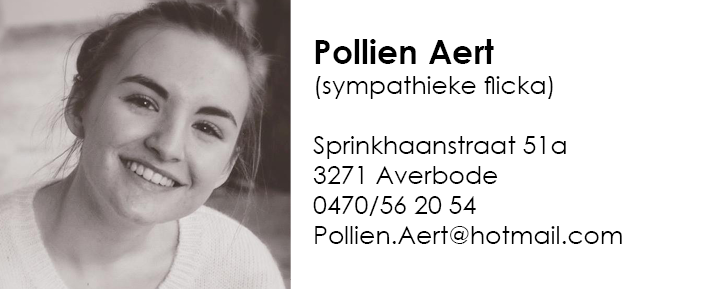 Pollien Aert
(sympathieke flicka)
Sprinkhaanstraat 51a
3271 Averbode
0470/56 20 54
Pollien.Aert@hotmail.com